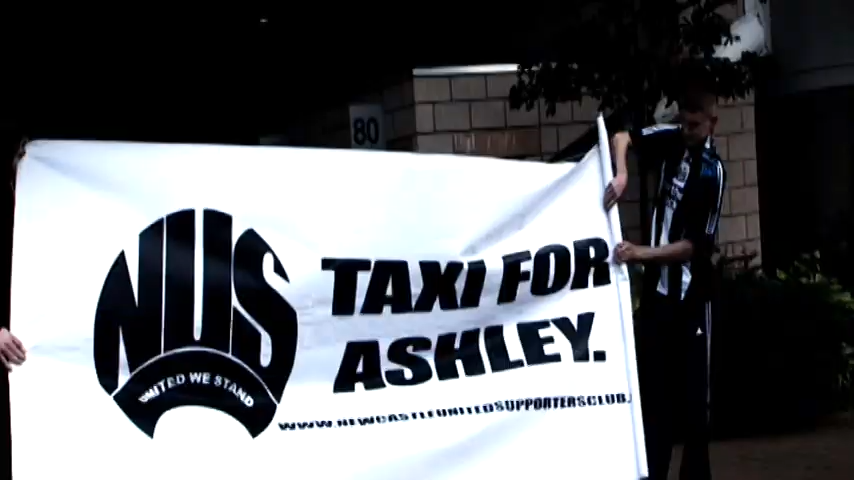 80
NUS
UNITED WE STAND
TAXI FOR
ASHLEY.
WWW.NEWCASTLEUNITEDSUPPORTERSCLUB.